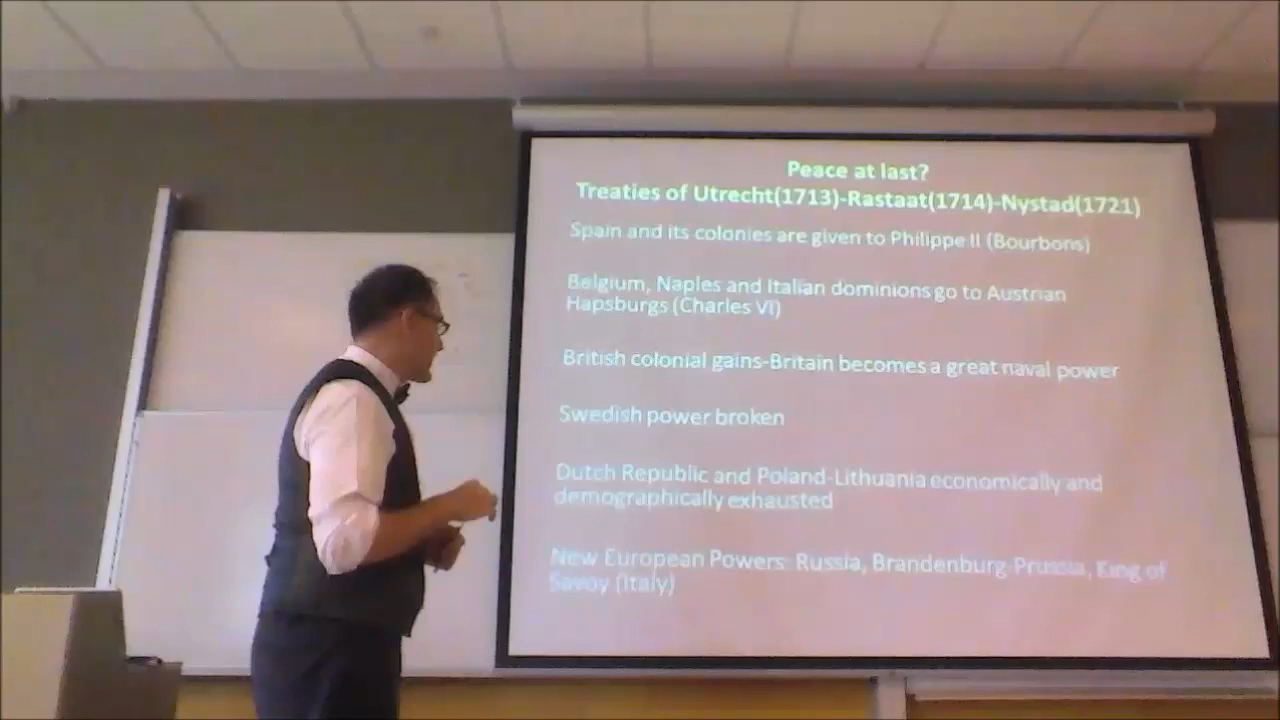 Peace at last?
Treaties of Utrecht(1713)-Rastaat(1714)-Nystad(1721)
Spain and its colonies are given to Philippe II (Bourbons)
Belgium, Naples and Italian dominions go to Austrian
Hapsburgs (Charles VI)
British colonial gains-Britain becomes a great naval power
Swedish power broken
Dutch Republic and Poland-Lithuania economically and
demographically exhausted
New European Powers: Russia, Brandenburg-Prussia, King of
Savoy (Italy)